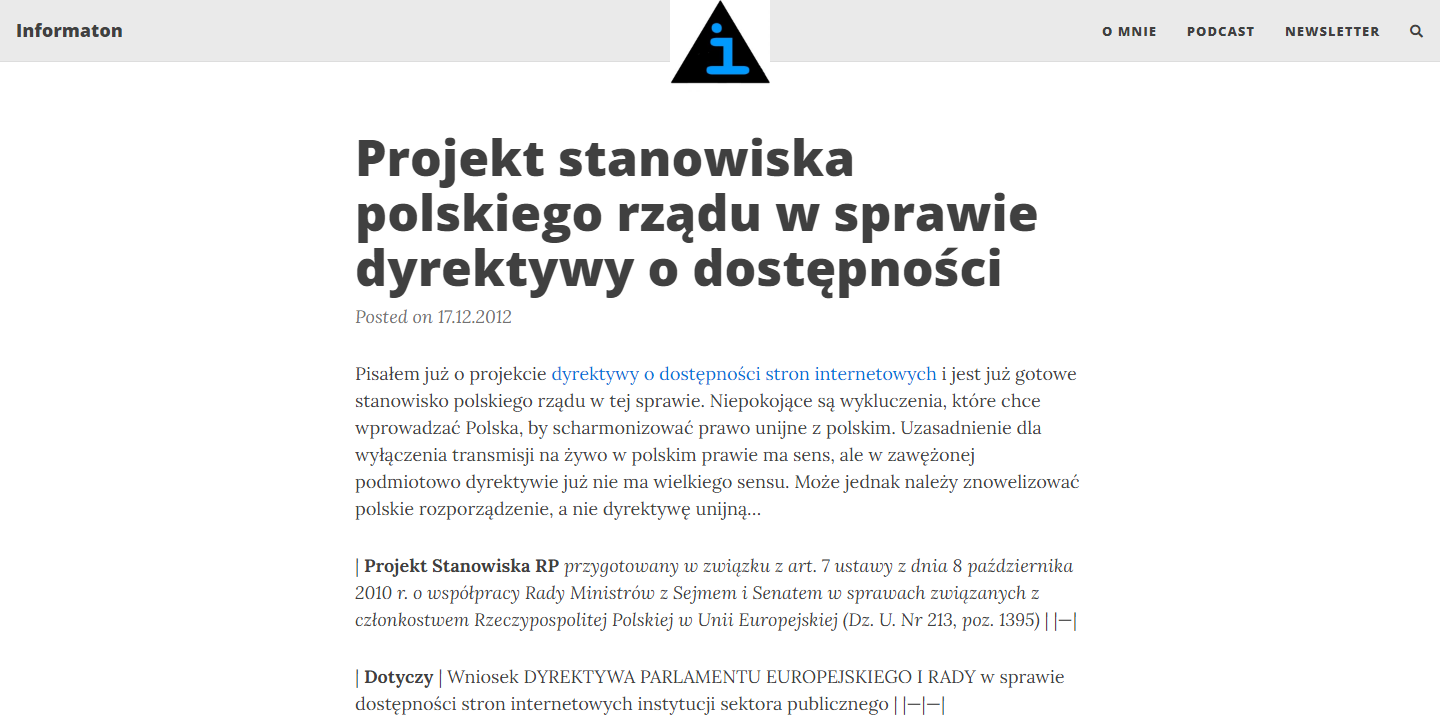 Informaton
i
O MNIE
PODCAST
NEWSLETTER
Projekt stanowiska
polskiego rządu w sprawie
dyrektywy o dostępności
Posted on 17.12.2012
Pisałem już o projekcie dyrektywy o dostępności stron internetowych i jest już gotowe
stanowisko polskiego rządu w tej sprawie. Niepokojące są wykluczenia, które chce
wprowadzać Polska, by scharmonizować prawo unijne z polskim. Uzasadnienie dla
wyłączenia transmisji na żywo w polskim prawie ma sens, ale w zawężonej
podmiotowo dyrektywie już nie ma wielkiego sensu. Może jednak należy znowelizować
polskie rozporządzenie, a nie dyrektywę unijną…
| Projekt Stanowiska RP przygotowany w związku z art. 7 ustawy z dnia 8 października
2010 r. o współpracy Rady Ministrów z Sejmem i Senatem w sprawach związanych z
członkostwem Rzeczypospolitej Polskiej w Unii Europejskiej (Dz. U. Nr 213, poz. 1395) | |—|
| Dotyczy | Wniosek DYREKTYWA PARLAMENTU EUROPEJSKIEGO I RADY w sprawie
dostępności stron internetowych instytucji sektora publicznego | |—|—|